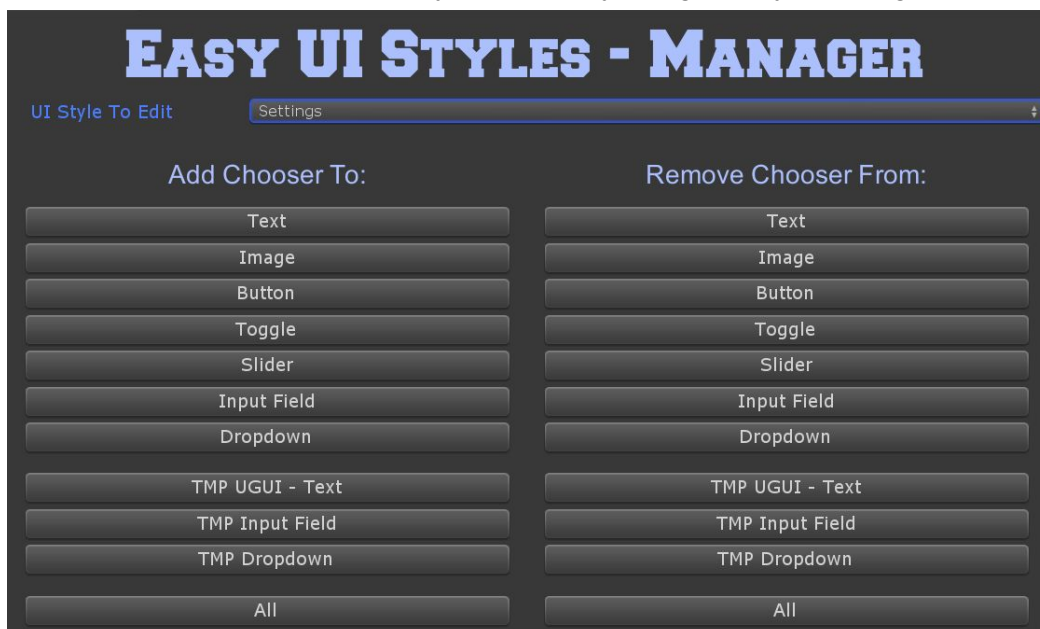 EASY UI STYLES - MANAGER
UI Style To Edit Settings
Add Chooser To: Remove Chooser From:
Text Text
Image Image
Button Button
Toggle Toggle
Slider Slider
Input Field Input Field
Dropdown Dropdown
TMP UGUI - Text TMP UGUI - Text
TMP Input Field TMP Input Field
TMP Dropdown TMP Dropdown
All All